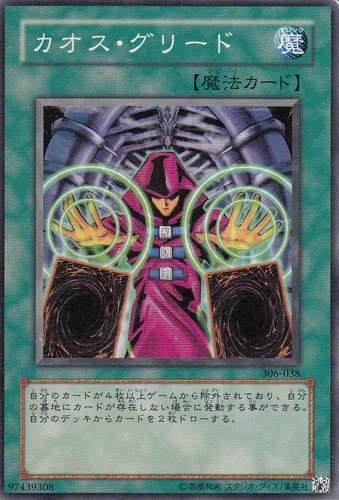 カオス・グリード
魔
【魔法カード】
306-038
自分のカードが4枚以上ゲームから除外されており、自分
の墓地にカードが存在しない場合に発動する事ができる。
自分のデッキからカードを2枚ドローする。
97439308
©高橋和希 スタジオ・ダイス/集英社